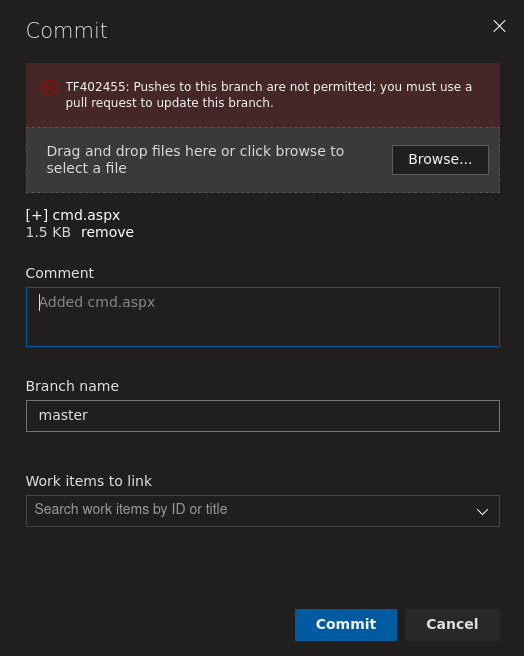 Commit
TF402455: Pushes to this branch are not permitted; you must use a
pull request to update this branch.
Drag and drop files here or click browse to
select a file
Browse...
[+] cmd.aspx
1.5 KB remove
Comment
Added cmd.aspx
Branch name
master
Work items to link
Search work items by ID or title
Commit Cancel